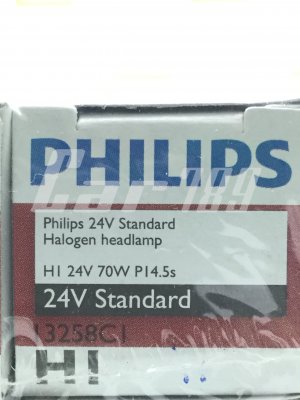 PHILIPS
Philips 24V Standard
Halogen headlamp
H1 24V 70W P14.5s
24V Standard
13258C1
H1